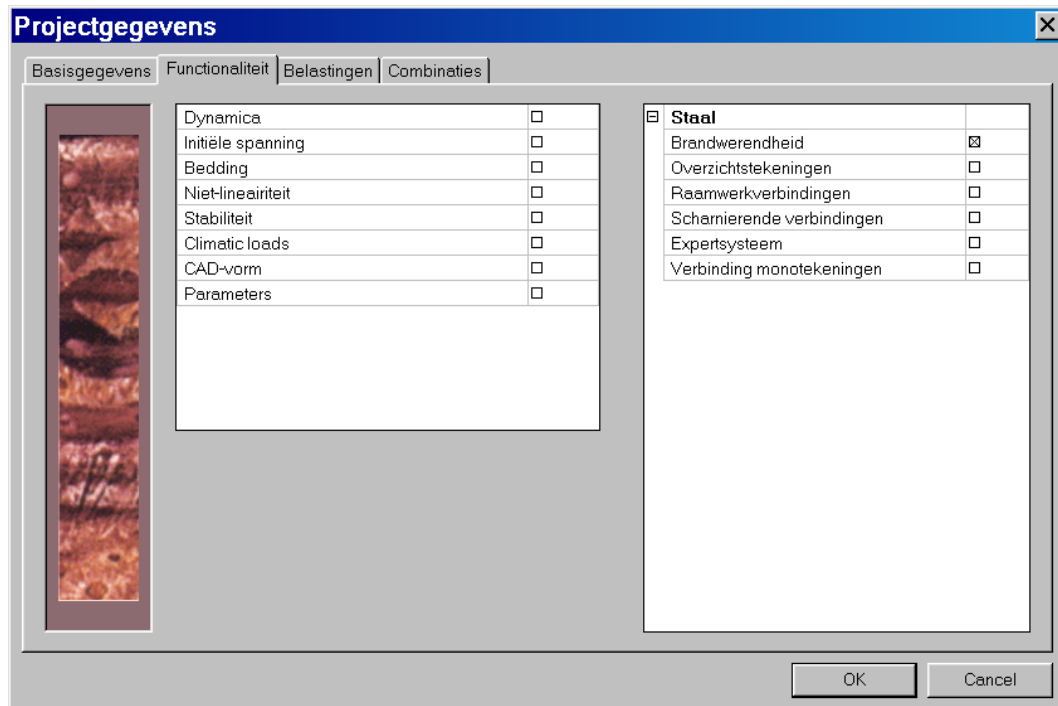 Projectgegevens
Basisgegevens Functionaliteit Belastingen Combinaties
Dynamica
Initiële spanning
Bedding
Niet-lineairiteit
Stabiliteit
Climatic loads
CAD-vorm
Parameters
Staal
Brandwerendheid
Overzichtstekeningen
Raamwerkverbindingen
Scharnierende verbindingen
Expertsysteem
Verbinding monotekeningen
OK Cancel